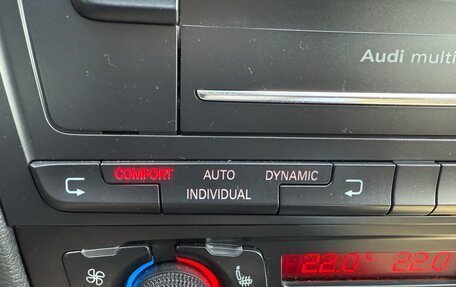 Audi multi
COMFORT AUTO DYNAMIC
INDIVIDUAL
22.0° 22.0